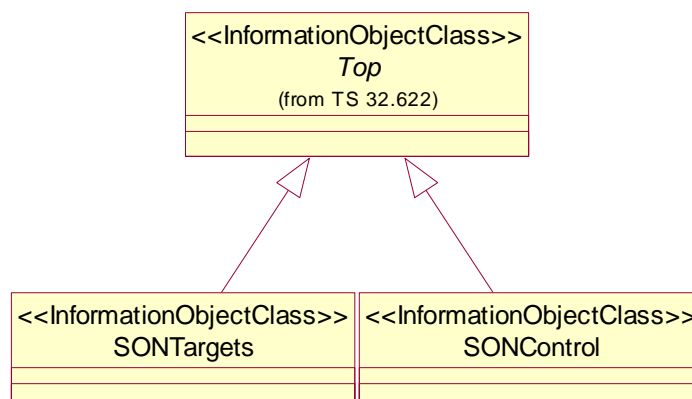 <<InformationObjectClass>>
Top
(from TS 32.622)
<<InformationObjectClass>>
SONTargets
<<InformationObjectClass>>
SONControl